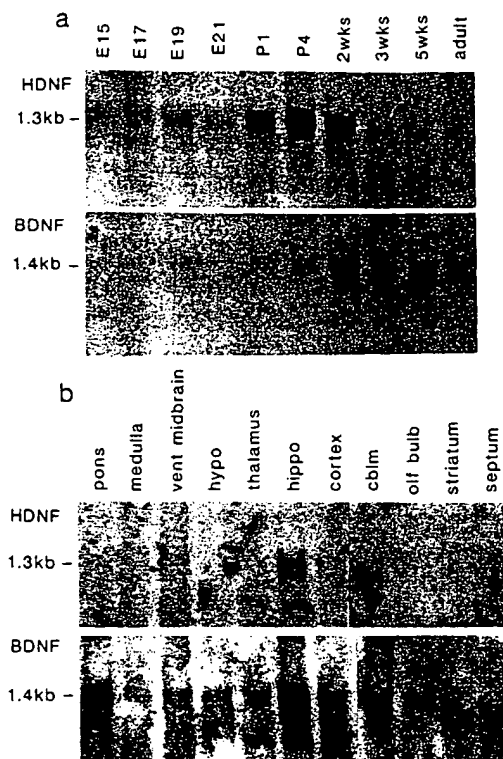 a
E15 E17 E19 E21 P1 P4 2wks 3wks 5wks adult
HDNF
1.3kb -
BDNF
1.4kb -
b
pons medulla vent midbrain hypo thalamus hippo cortex cblm olf bulb striatum septum
HDNF
1.3kb -
BDNF
1.4kb -